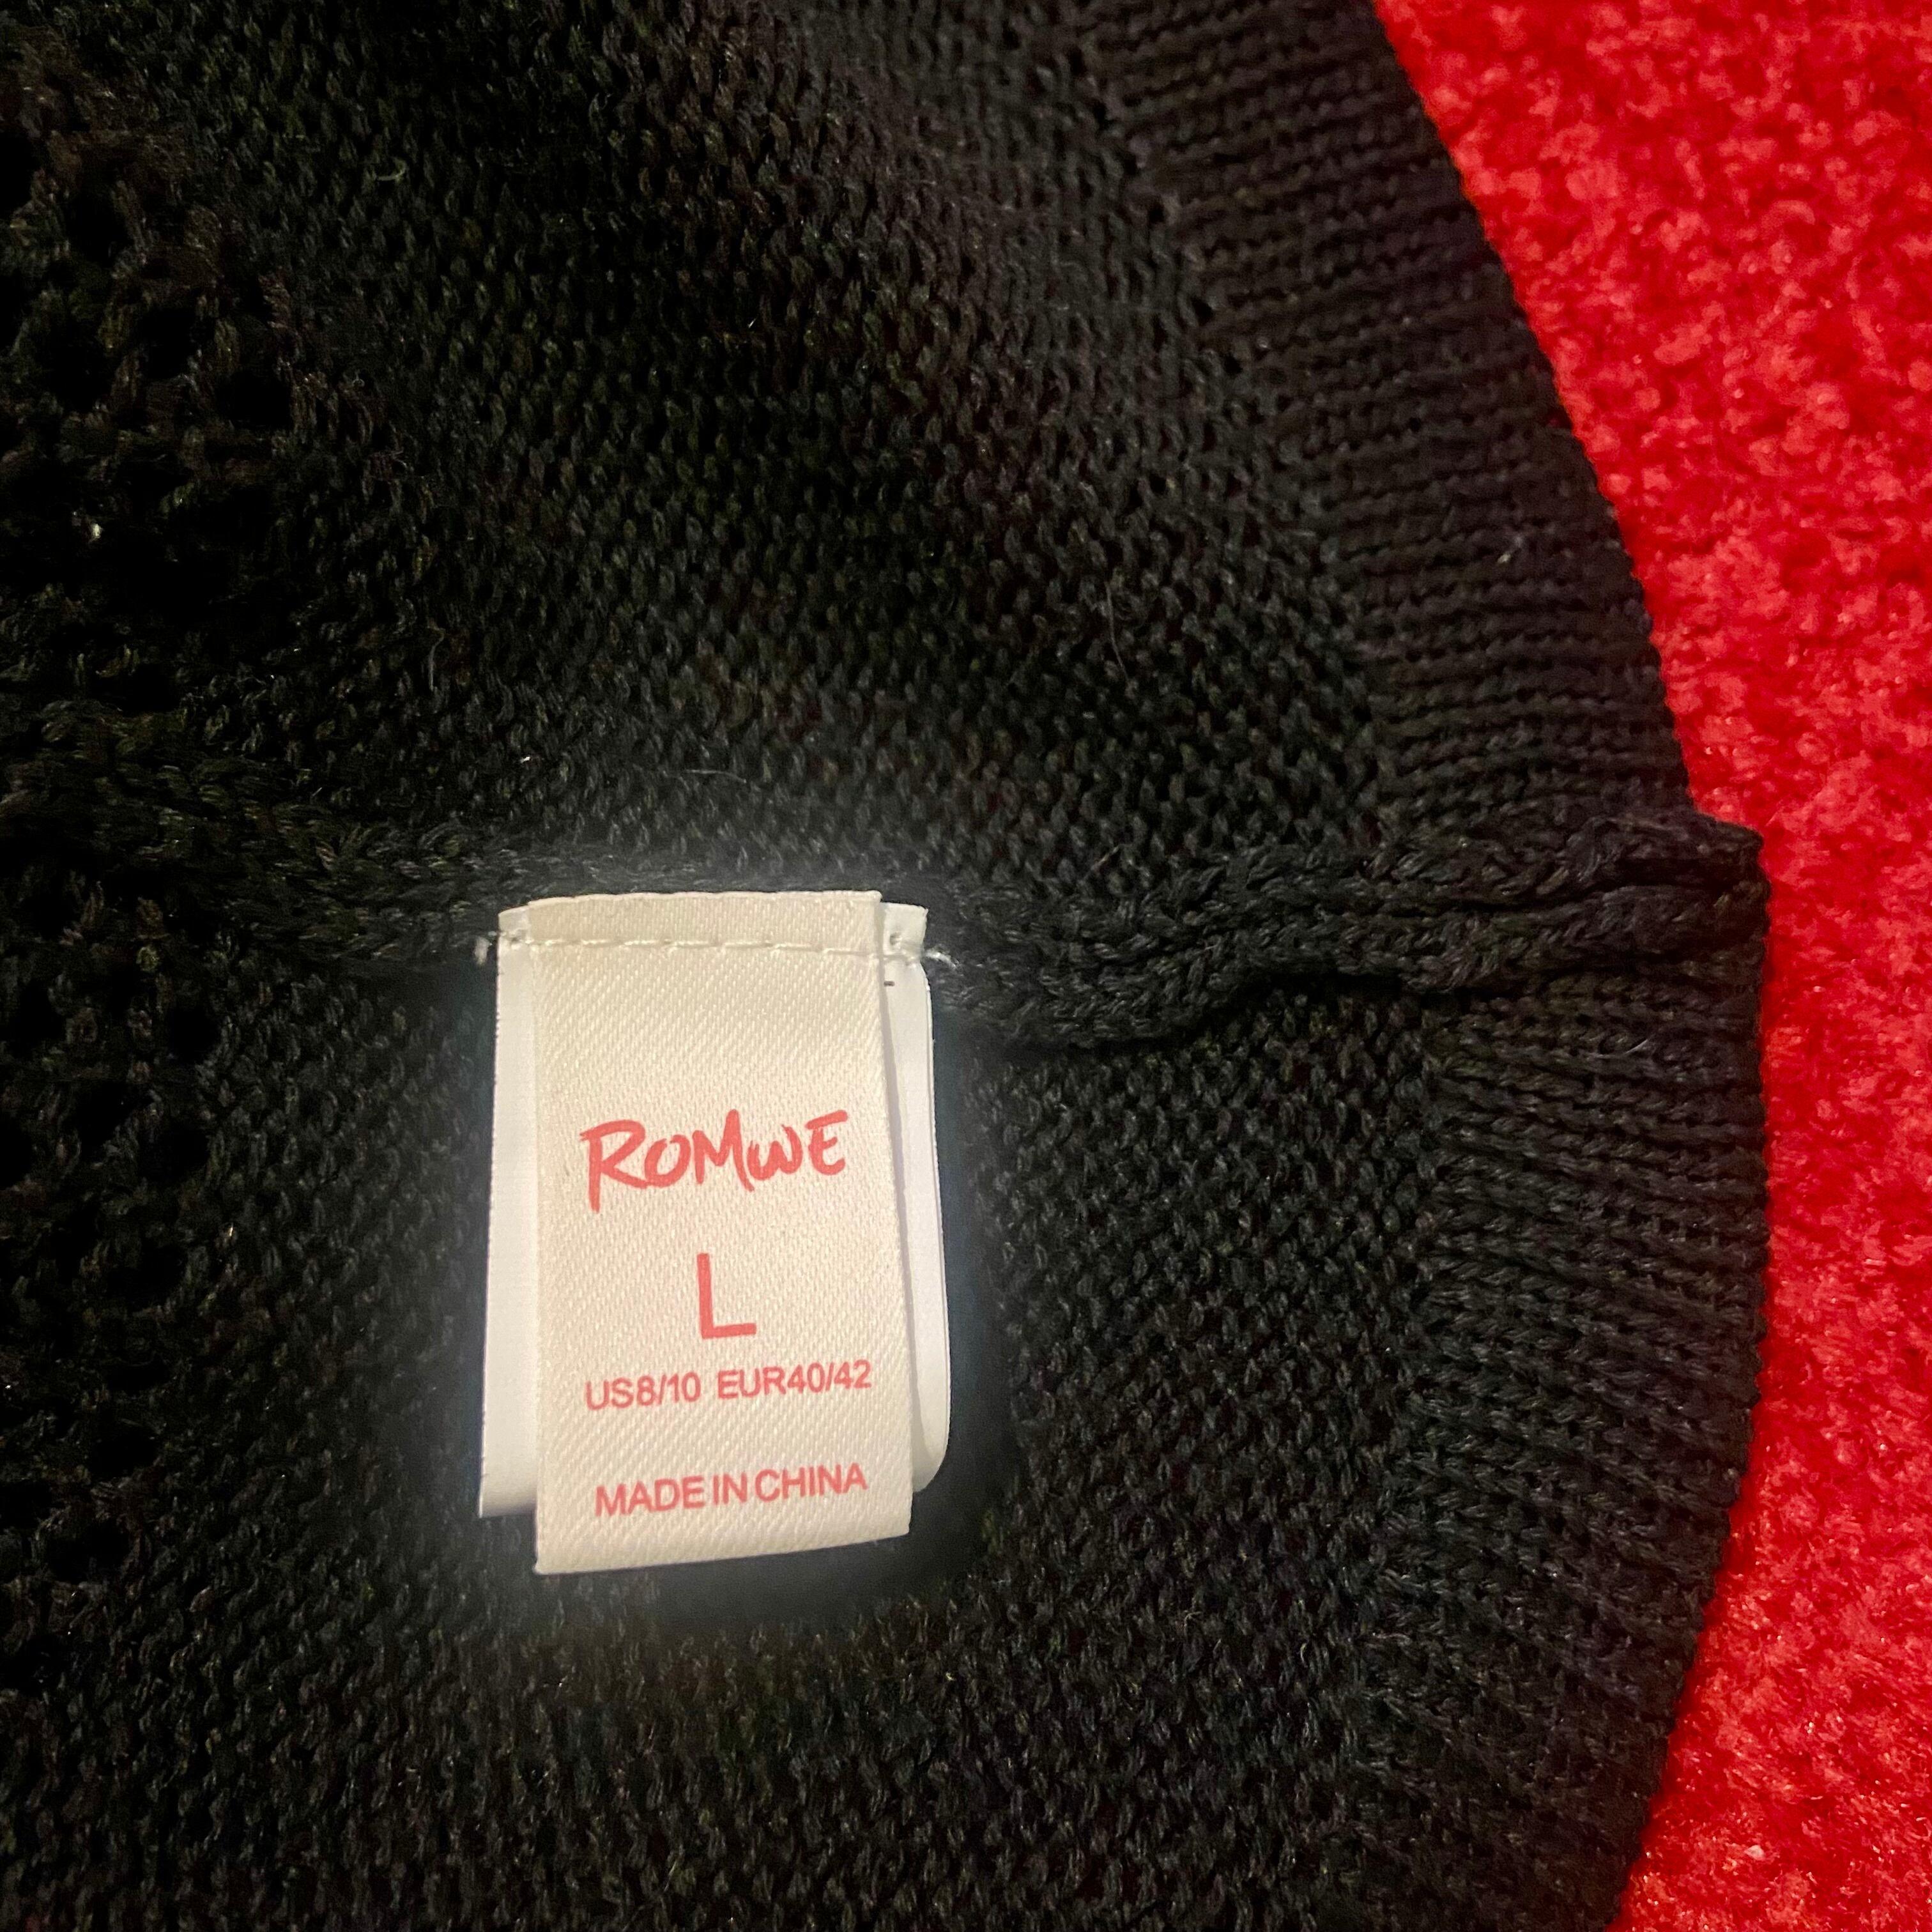 ROMWE
L
US8/10 EUR40/42
MADE IN CHINA